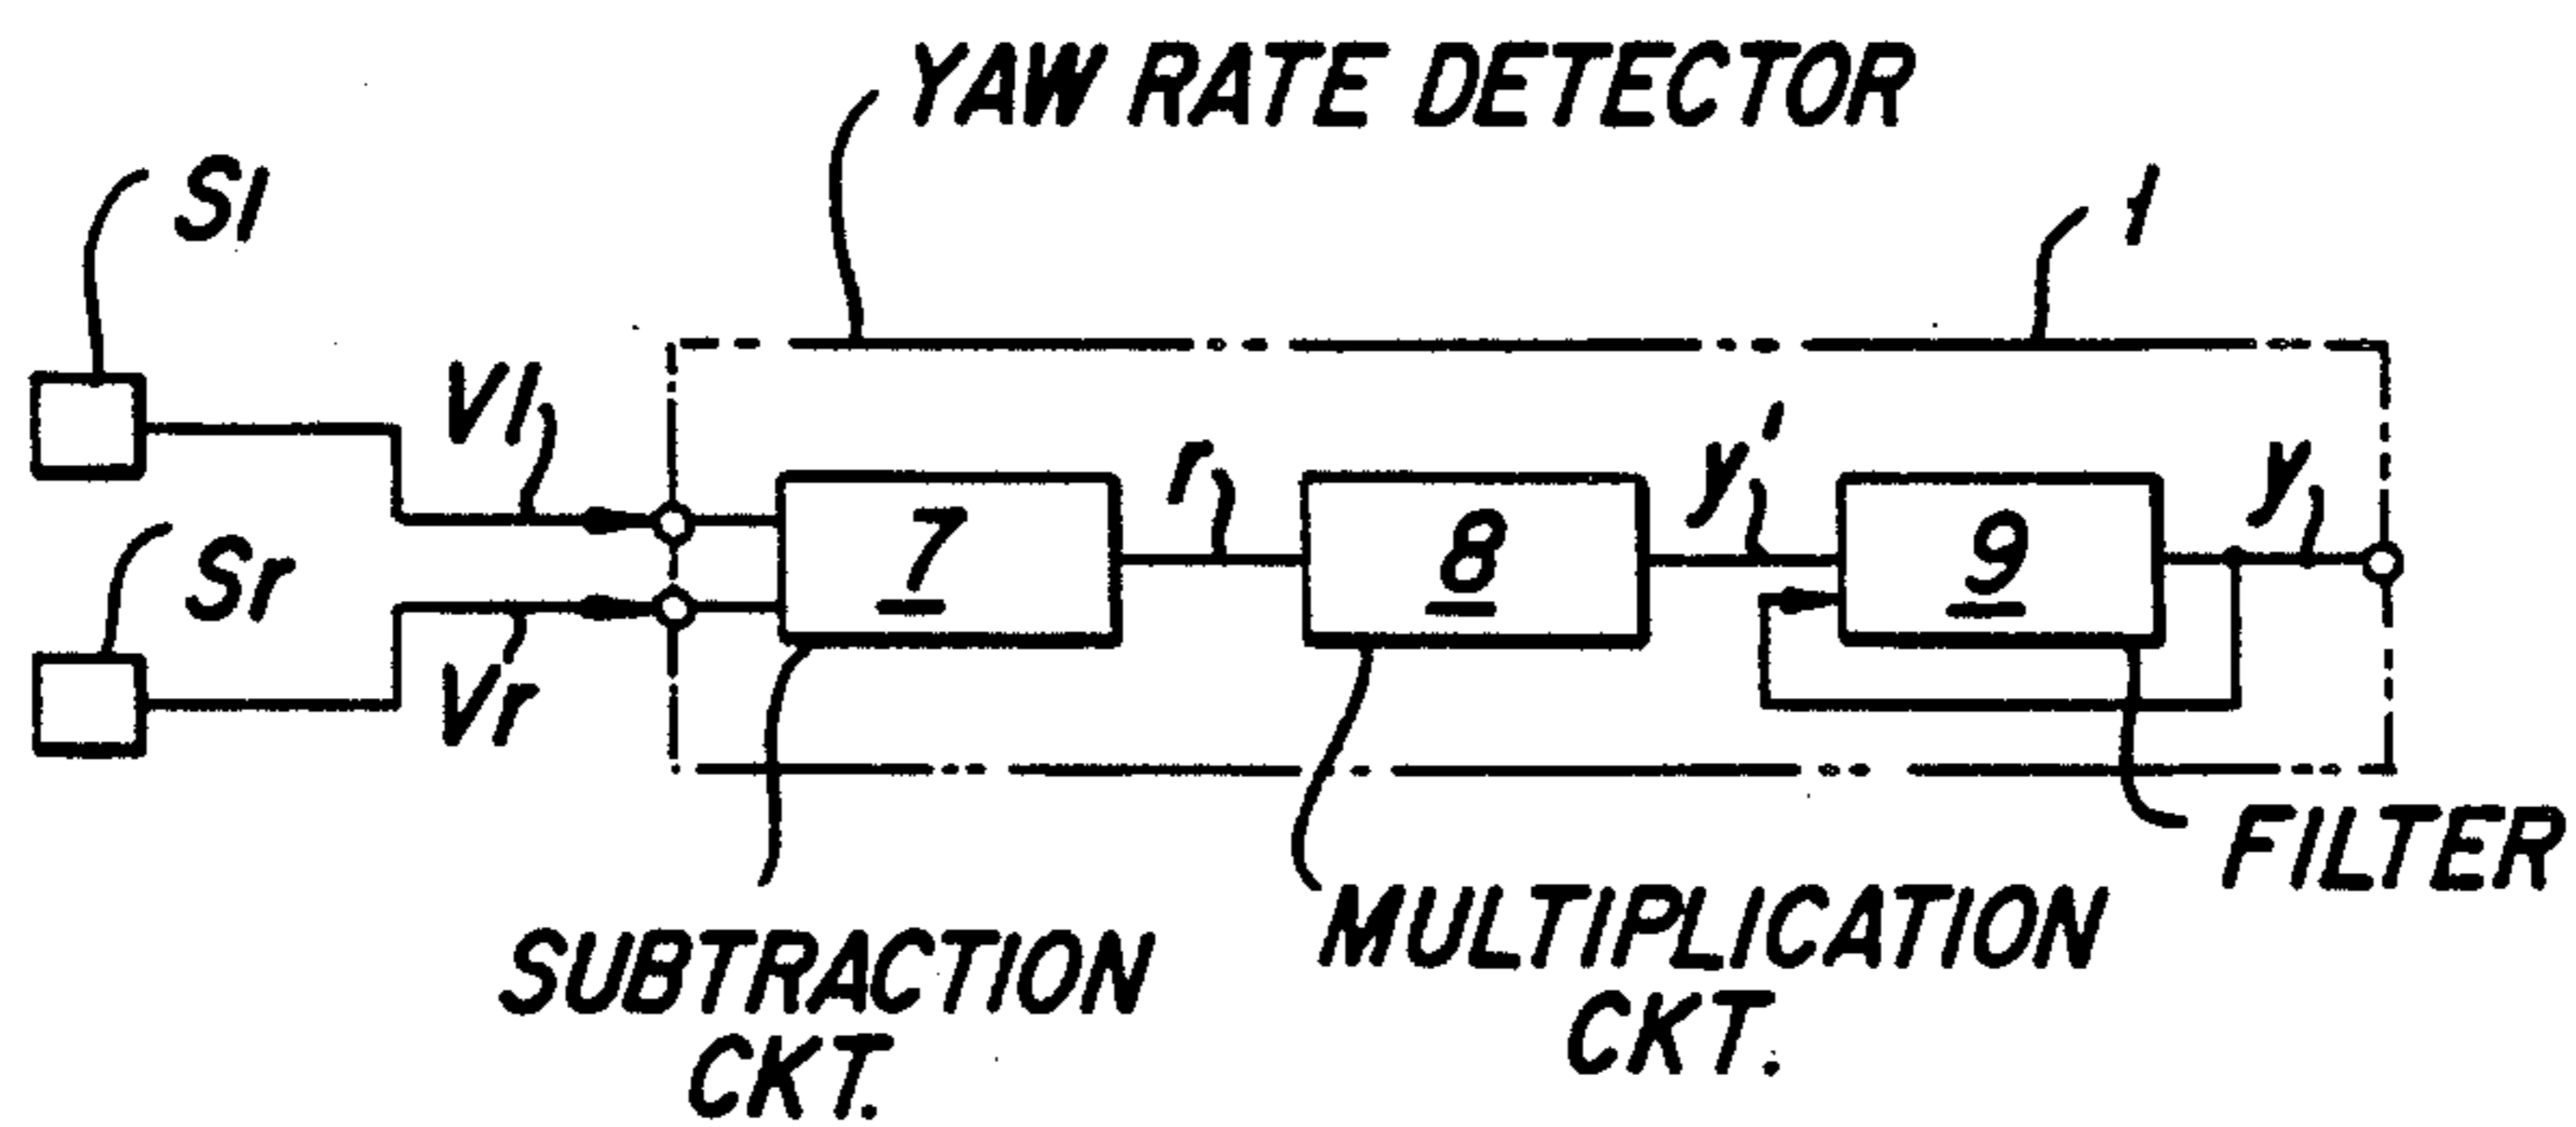 YAW RATE DETECTOR
Sl
1
Vl
r
y'
y
7
8
9
Sr
Vr
FILTER
SUBTRACTION
CKT.
MULTIPLICATION
CKT.